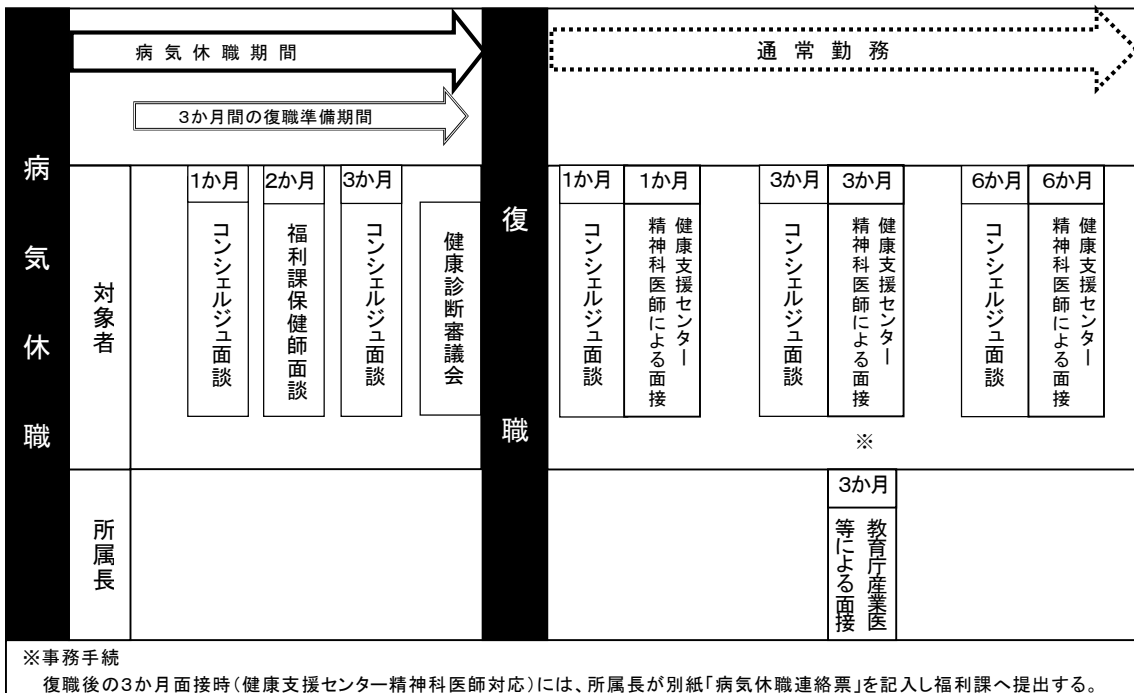 病気休職
病気休職期間
3か月間の復職準備期間
対象者
1か月
コンシェルジュ面談
2か月
福利課保健師面談
3か月
コンシェルジュ面談
健康診断審議会
復職
通常勤務
1か月
コンシェルジュ面談
1か月
健康支援センター
精神科医師による面接
3か月
コンシェルジュ面談
3か月
健康支援センター
精神科医師による面接
※
6か月
コンシェルジュ面談
6か月
健康支援センター
精神科医師による面接
所属長
3か月
教育庁産業医
等による面接
※事務手続
復職後の3か月面接時(健康支援センター精神科医師対応)には、所属長が別紙「病気休職連絡票」を記入し福利課へ提出する。